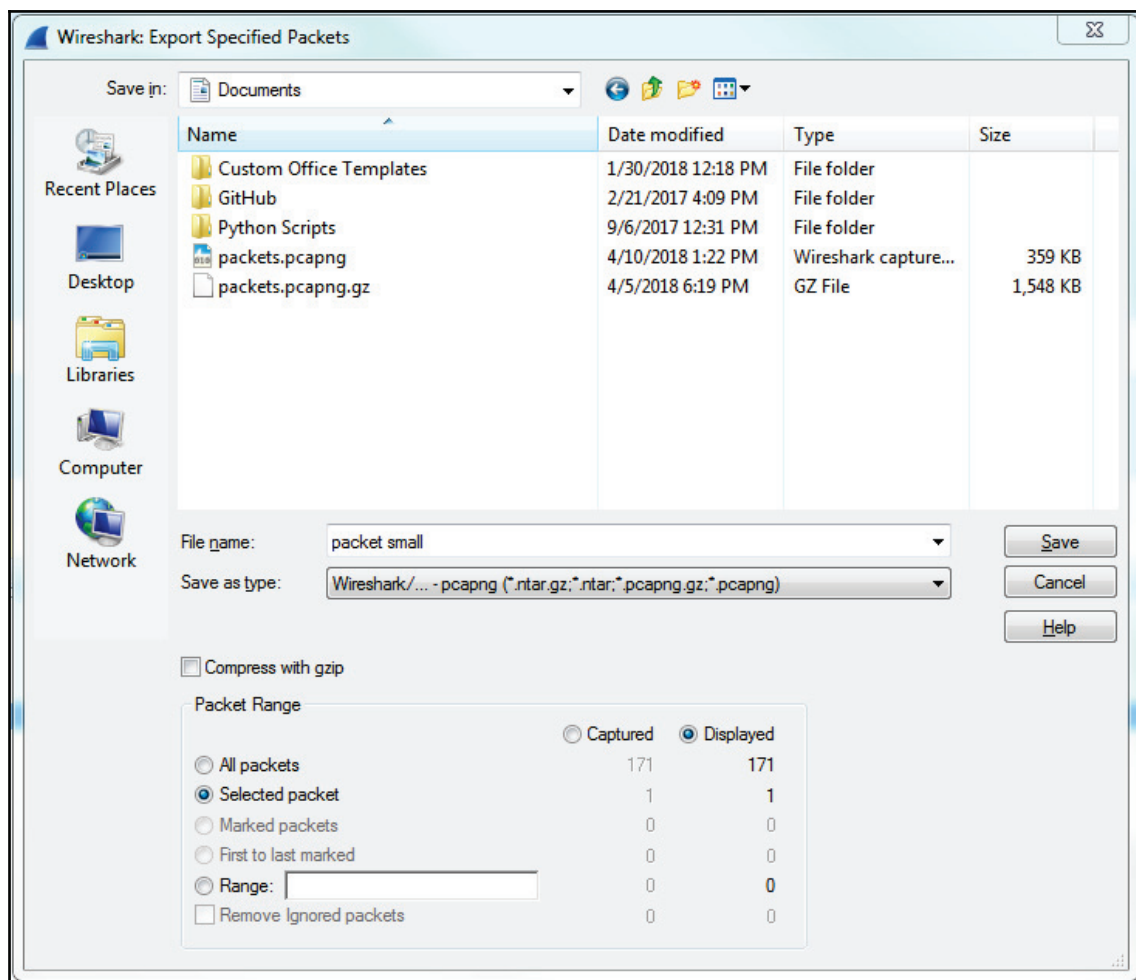 Wireshark: Export Specified Packets
Save in: Documents
Name Date modified Type Size
Custom Office Templates 1/30/2018 12:18 PM File folder
GitHub 2/21/2017 4:09 PM File folder
Python Scripts 9/6/2017 12:31 PM File folder
packets.pcapng 4/10/2018 1:22 PM Wireshark capture... 359 KB
packets.pcapng.gz 4/5/2018 6:19 PM GZ File 1,548 KB
Recent Places
Desktop
Libraries
Computer
Network
File name: packet small Save
Save as type: Wireshark/... - pcapng (*.ntar.gz;*.ntar;*.pcapng.gz;*.pcapng) Cancel
Help
Compress with gzip
Packet Range
Captured Displayed
All packets 171 171
Selected packet 1 1
Marked packets 0 0
First to last marked 0 0
Range: 0 0
Remove Ignored packets 0 0